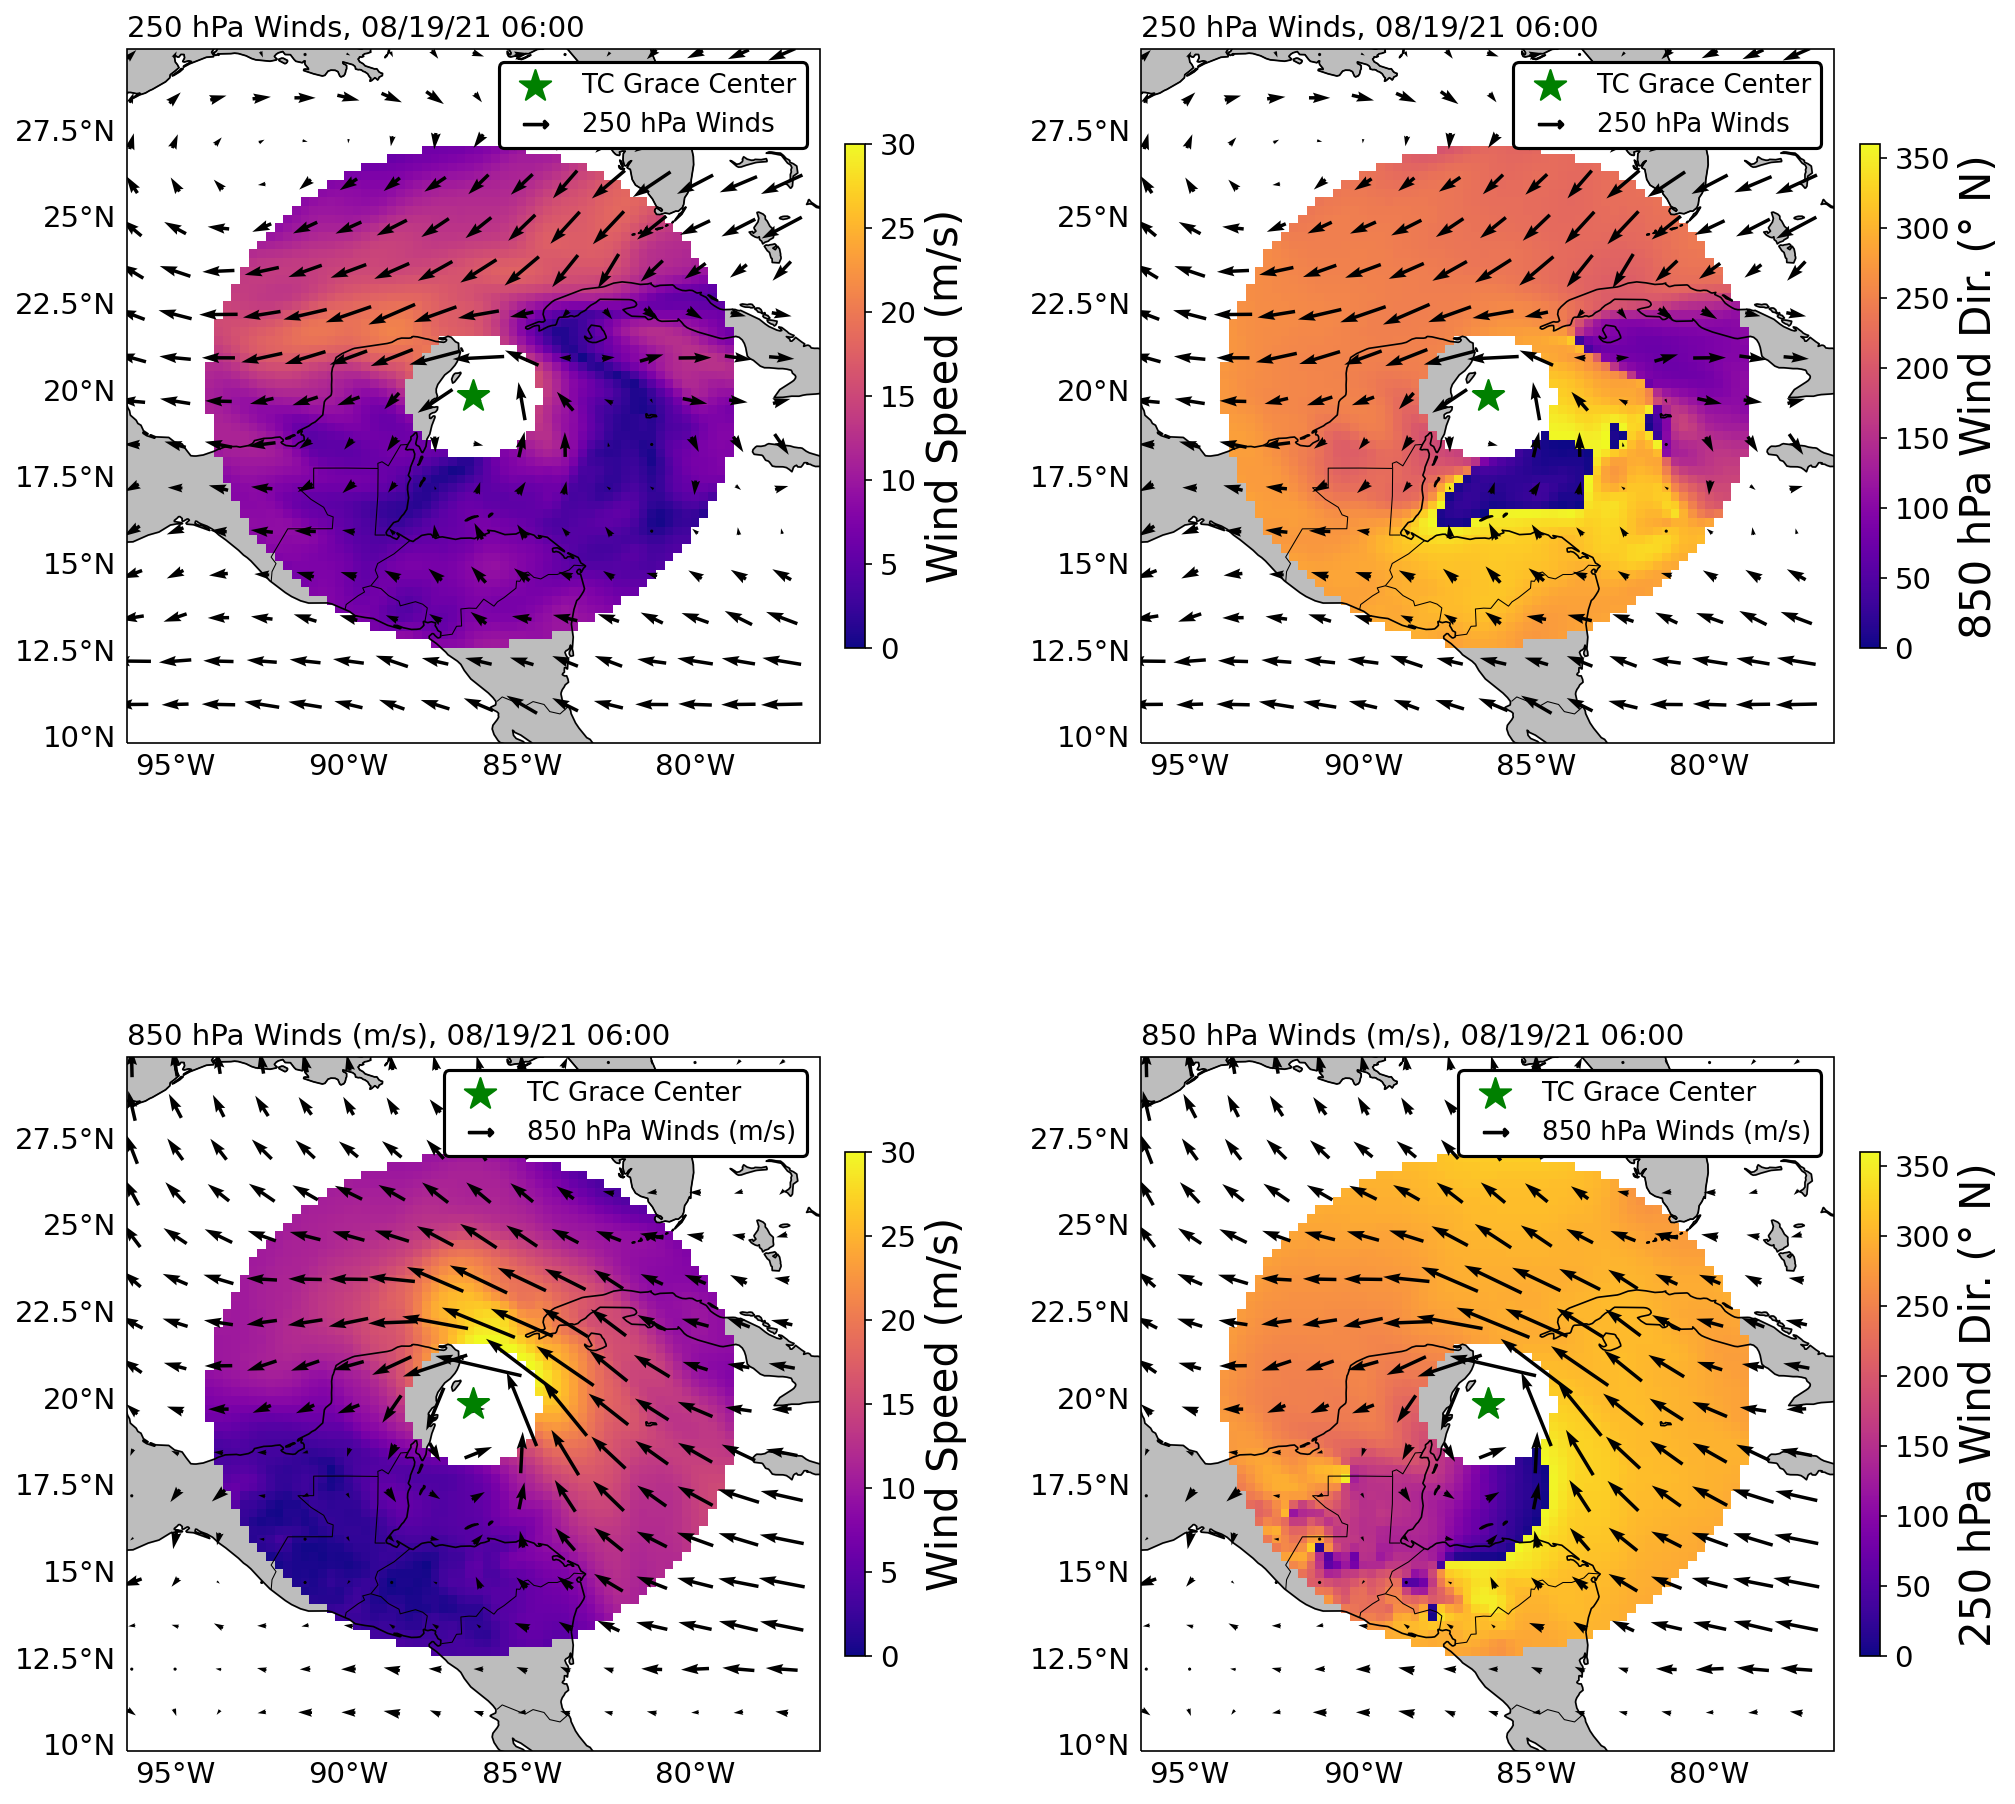 250 hPa Winds, 08/19/21 06:00
TC Grace Center
250 hPa Winds
27.5°N
25°N
22.5°N
20°N
17.5°N
15°N
12.5°N
10°N
95°W
90°W
85°W
80°W
30
25
20
15
10
5
0
Wind Speed (m/s)
250 hPa Winds, 08/19/21 06:00
TC Grace Center
250 hPa Winds
27.5°N
25°N
22.5°N
20°N
17.5°N
15°N
12.5°N
10°N
95°W
90°W
85°W
80°W
350
300
250
200
150
100
50
0
850 hPa Wind Dir. (° N)
850 hPa Winds (m/s), 08/19/21 06:00
TC Grace Center
850 hPa Winds (m/s)
27.5°N
25°N
22.5°N
20°N
17.5°N
15°N
12.5°N
10°N
95°W
90°W
85°W
80°W
30
25
20
15
10
5
0
Wind Speed (m/s)
850 hPa Winds (m/s), 08/19/21 06:00
TC Grace Center
850 hPa Winds (m/s)
27.5°N
25°N
22.5°N
20°N
17.5°N
15°N
12.5°N
10°N
95°W
90°W
85°W
80°W
350
300
250
200
150
100
50
0
250 hPa Wind Dir. (° N)